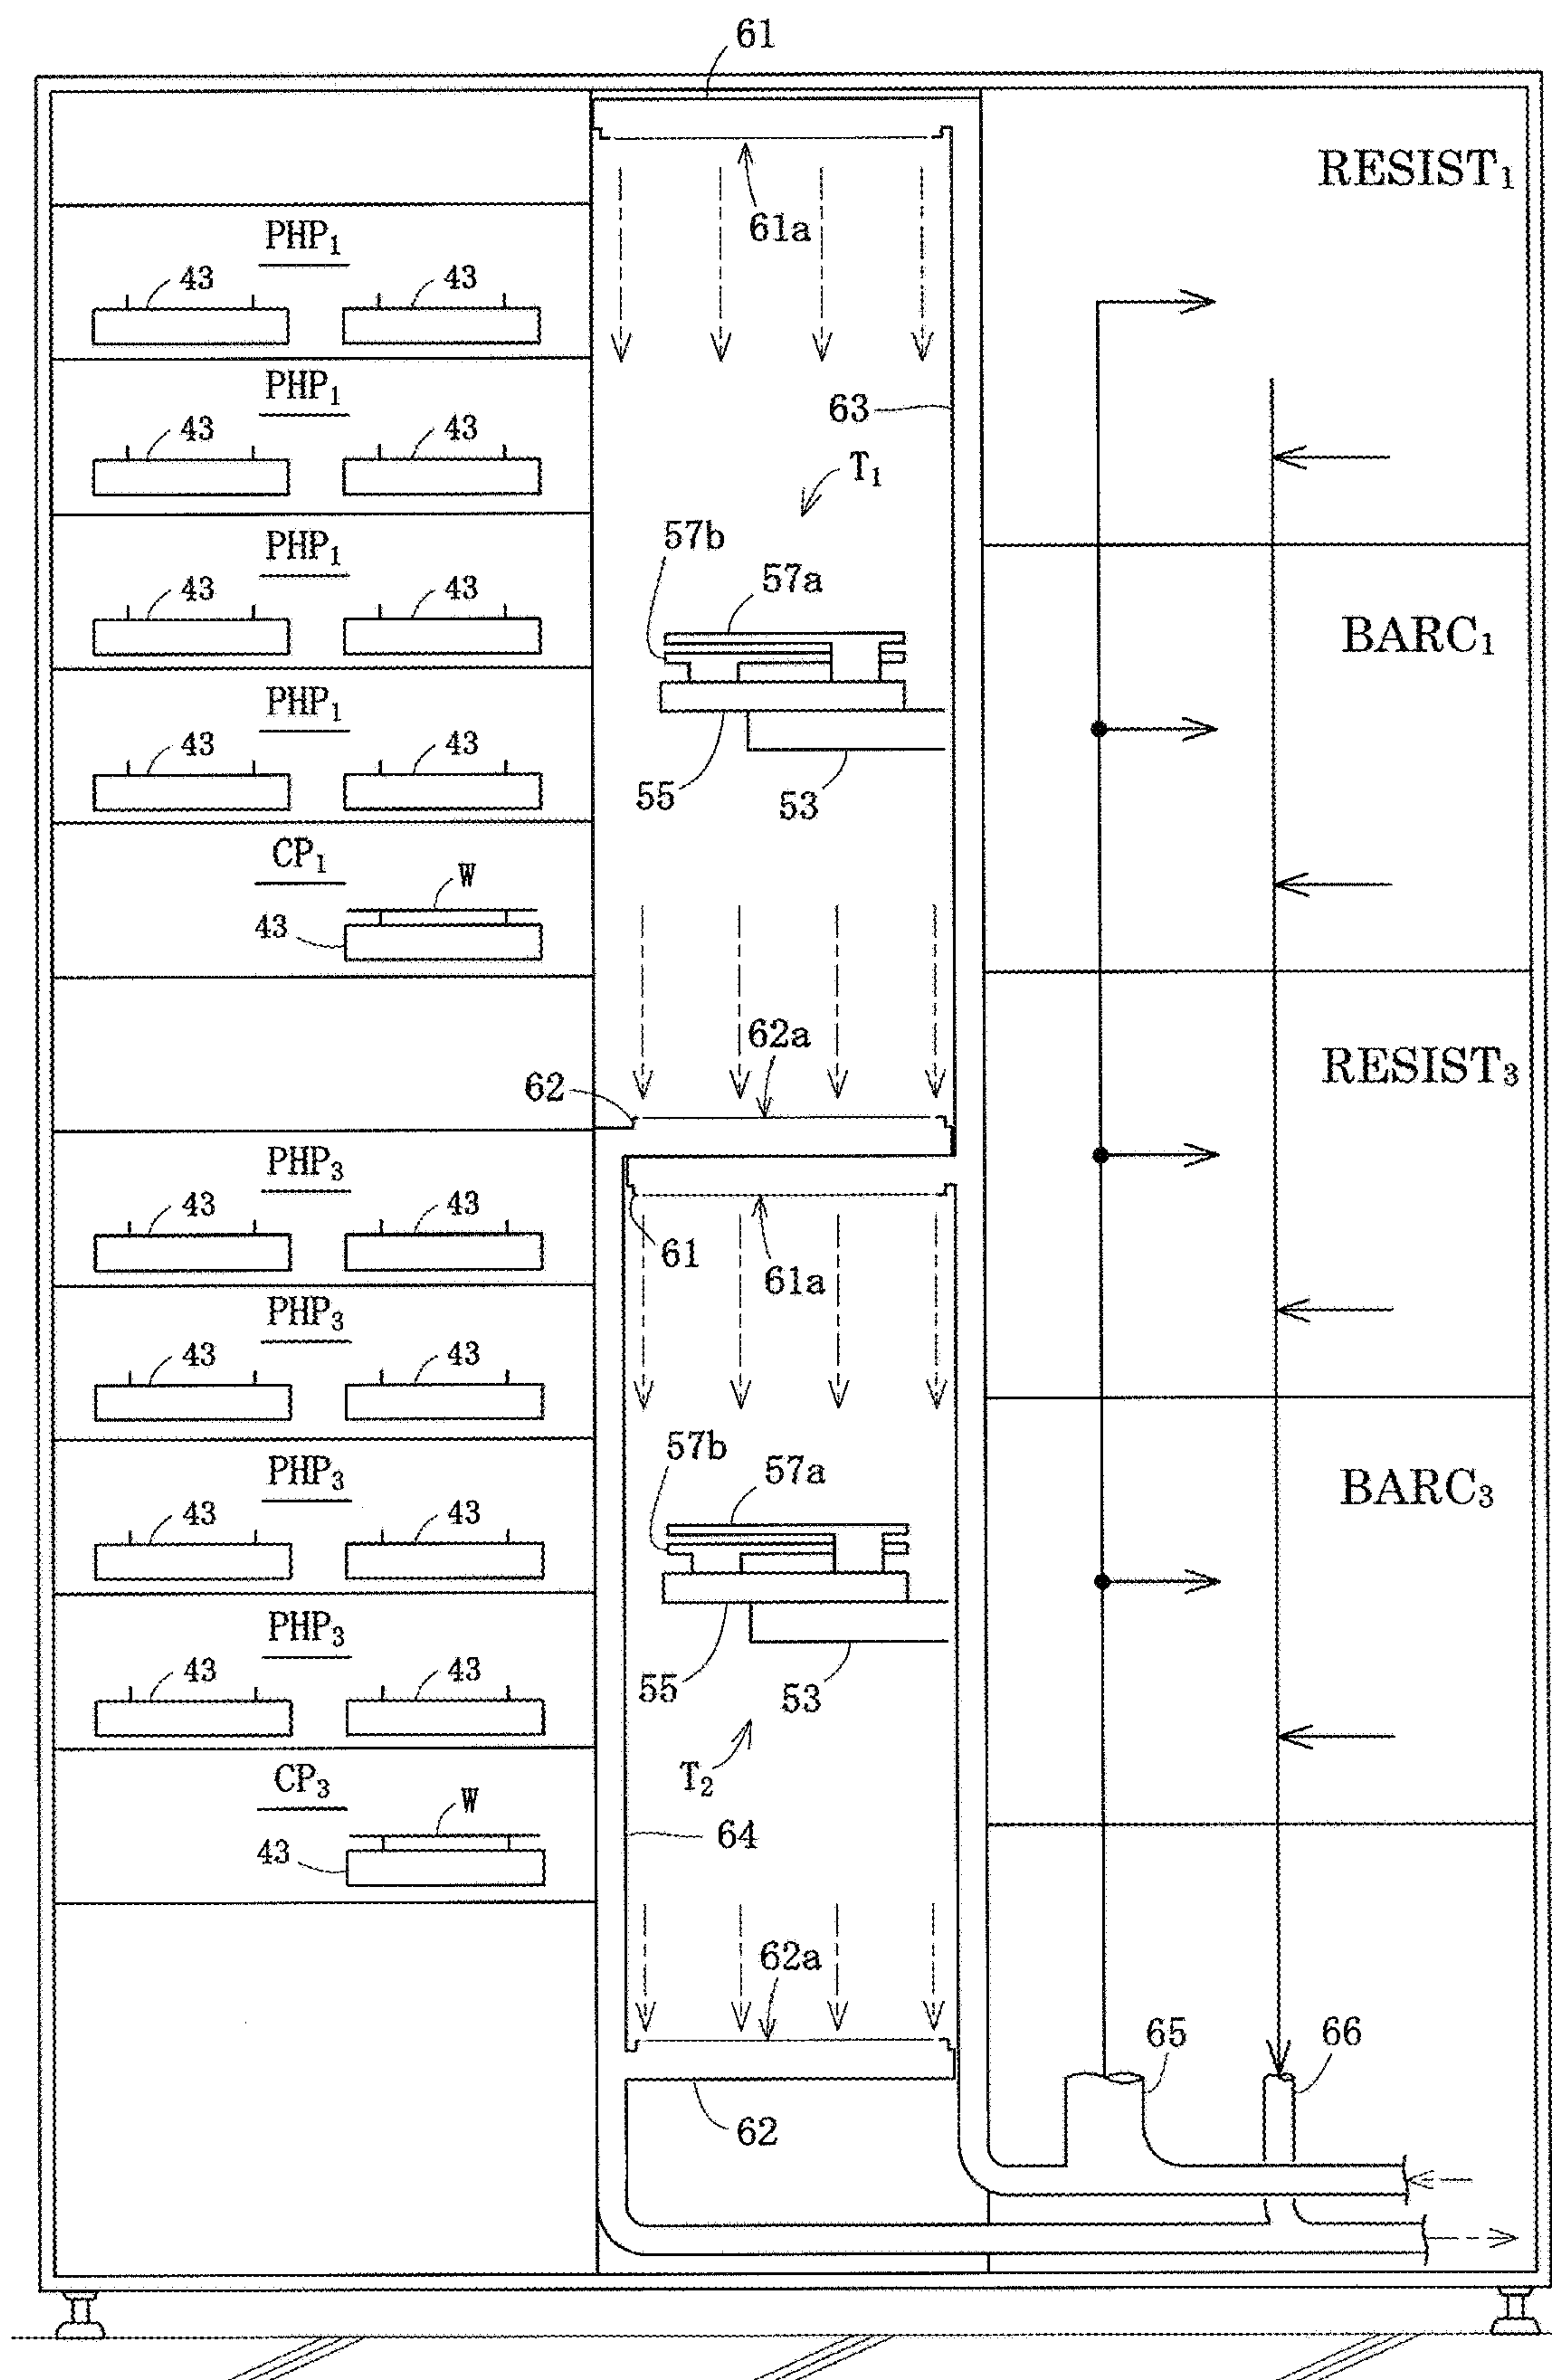 61
RESIST₁
61a
PHP₁
43 43
63
PHP₁
43 43
T₁
57b
PHP₁
57a
43 43
BARC₁
PHP₁
43 43
55 53
CP₁
W
43
62a
RESIST₃
62
PHP₃
43 43
61
61a
PHP₃
43 43
57b
57a
PHP₃
BARC₃
43 43
PHP₃
43 43
55 53
CP₃
T₂
W
43
64
62a
65 66
62